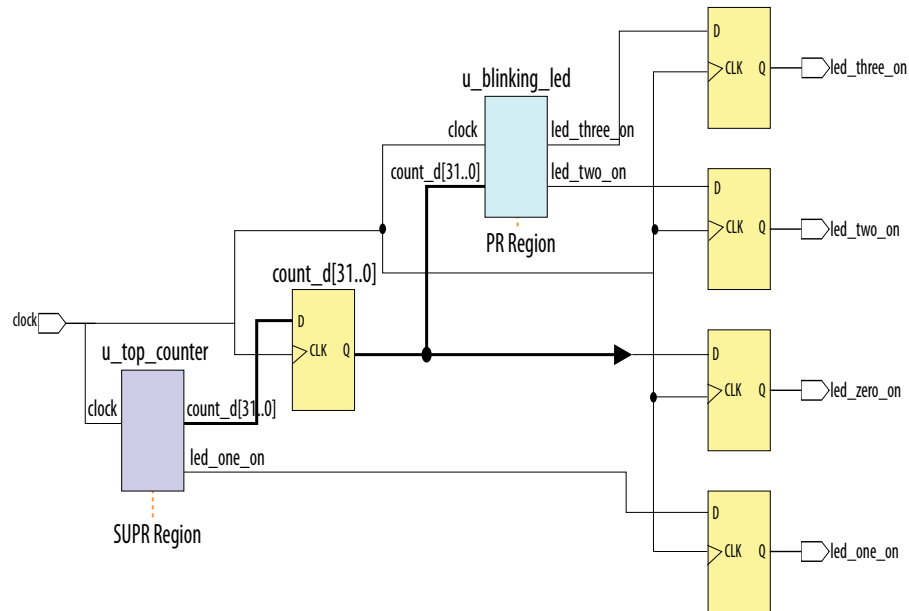 D
CLK Q
led_three_on
u_blinking_led
clock
led_three_on
count_d[31..0]
led_two_on
D
CLK Q
led_two_on
PR Region
count_d[31..0]
D
CLK Q
clock
u_top_counter
D
CLK Q
led_zero_on
clock
count_d[31..0]
led_one_on
SUPR Region
D
CLK Q
led_one_on